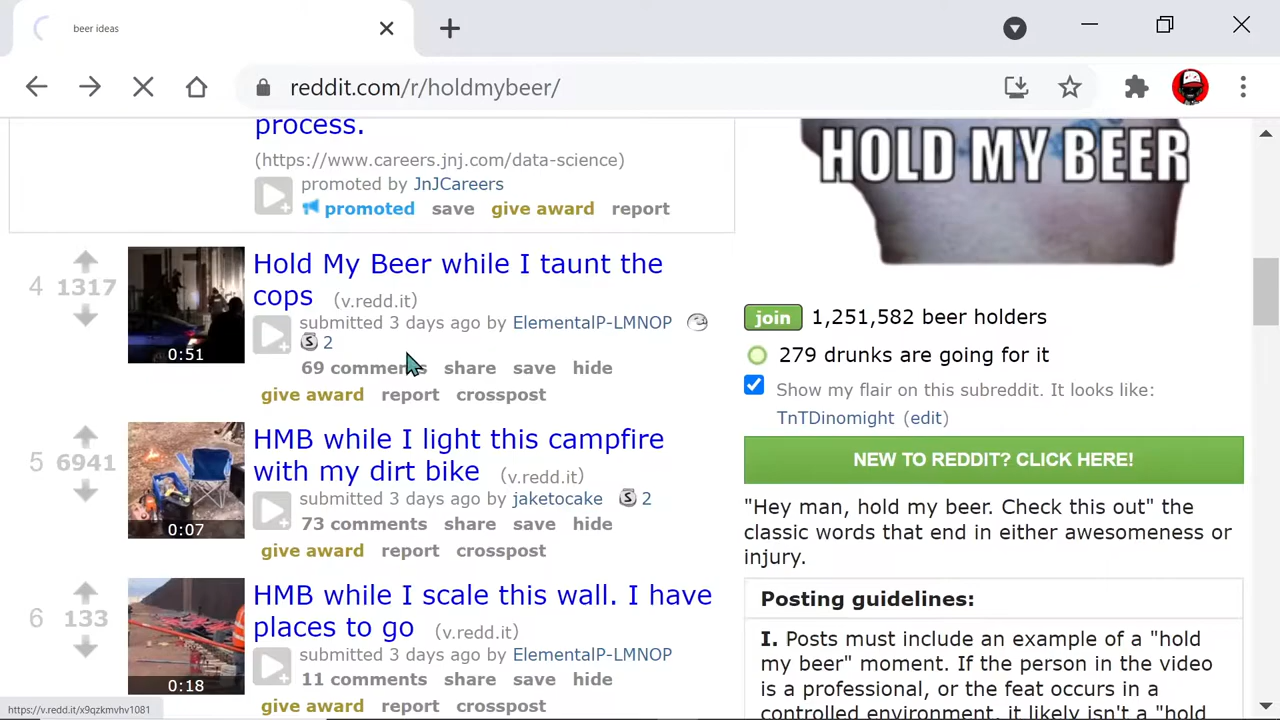 beer ideas
reddit.com/r/holdmybeer/
process.
(https://www.careers.jnj.com/data-science)
promoted by JnJCareers
promoted save give award report
4 1317
Hold My Beer while I taunt the
cops (v.redd.it)
submitted 3 days ago by ElementalP-LMNOP
S 2
0:51
69 comments share save hide
give award report crosspost
5 6941
HMB while I light this campfire
with my dirt bike (v.redd.it)
submitted 3 days ago by jaketocake S 2
0:07
73 comments share save hide
give award report crosspost
6 133
HMB while I scale this wall. I have
places to go (v.redd.it)
submitted 3 days ago by ElementalP-LMNOP
0:18
11 comments share save hide
give award report crosspost
https://v.redd.it/x9qzkmvhv1081
HOLD MY BEER
join 1,251,582 beer holders
279 drunks are going for it
Show my flair on this subreddit. It looks like:
TnTDinomight (edit)
NEW TO REDDIT? CLICK HERE!
"Hey man, hold my beer. Check this out" the
classic words that end in either awesomeness or
injury.
Posting guidelines:
I. Posts must include an example of a "hold
my beer" moment. If the person in the video
is a professional, or the feat occurs in a
controlled environment, it likely isn't a "hold